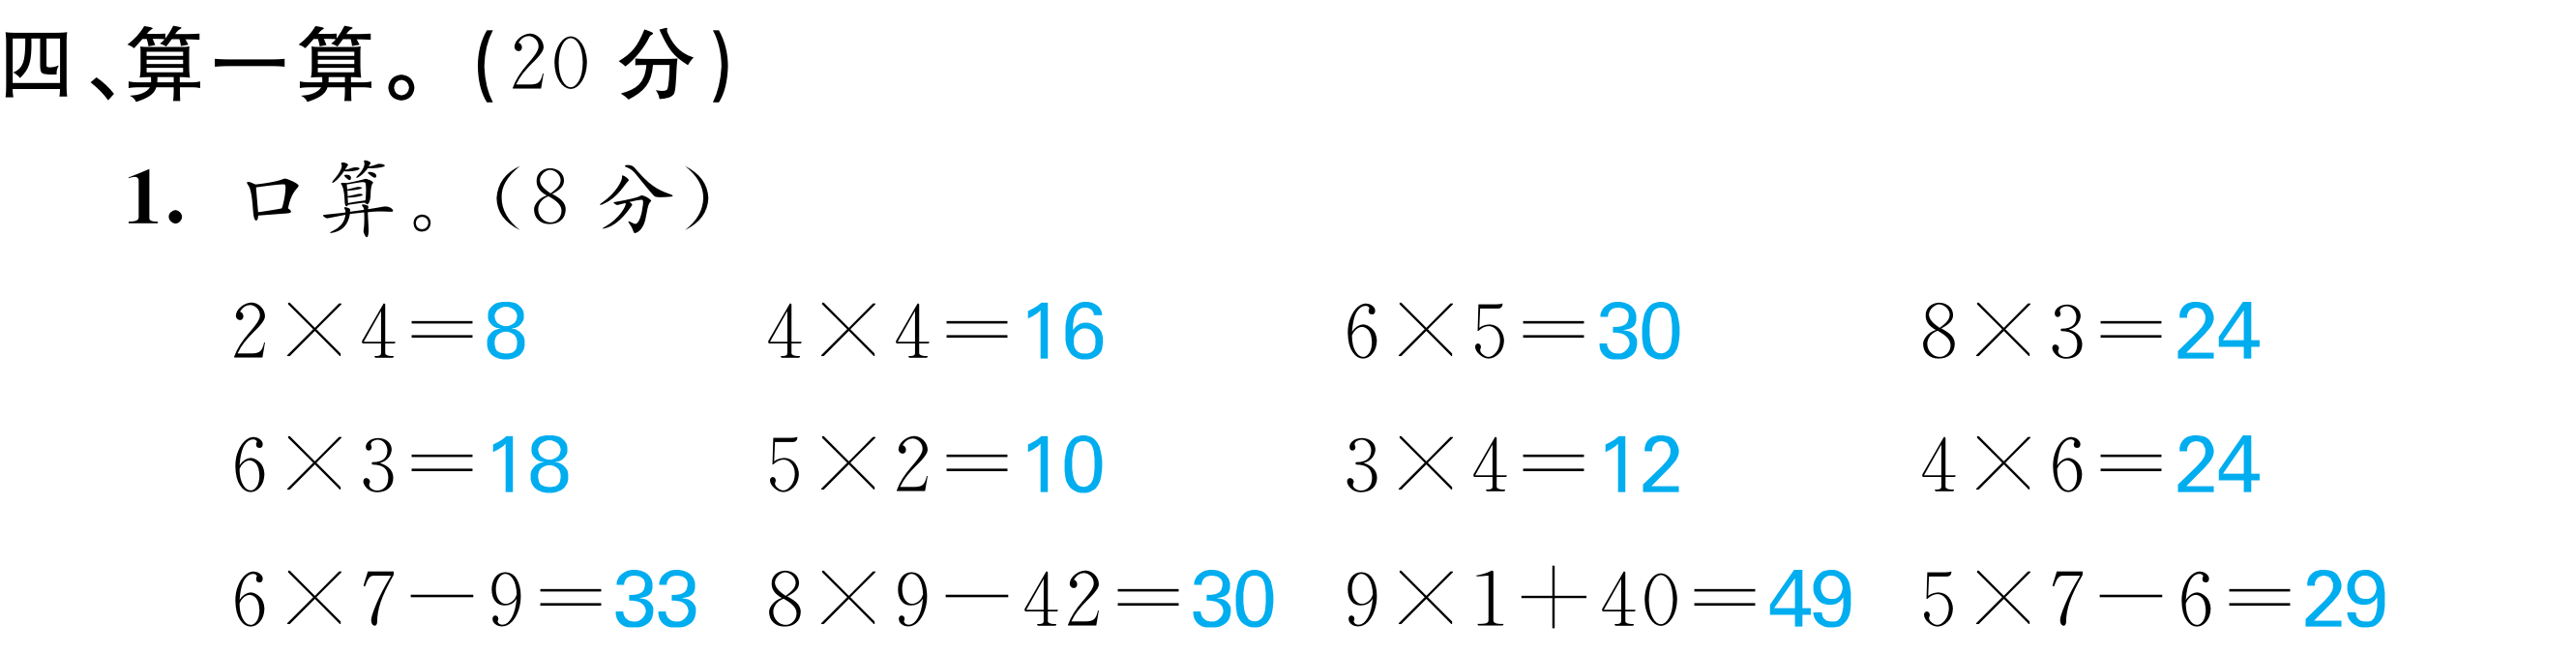 四、算一算。(20 分)
1. 口算。(8 分)
2×4=8 4×4=16 6×5=30 8×3=24
6×3=18 5×2=10 3×4=12 4×6=24
6×7-9=33 8×9-42=30 9×1+40=49 5×7-6=29